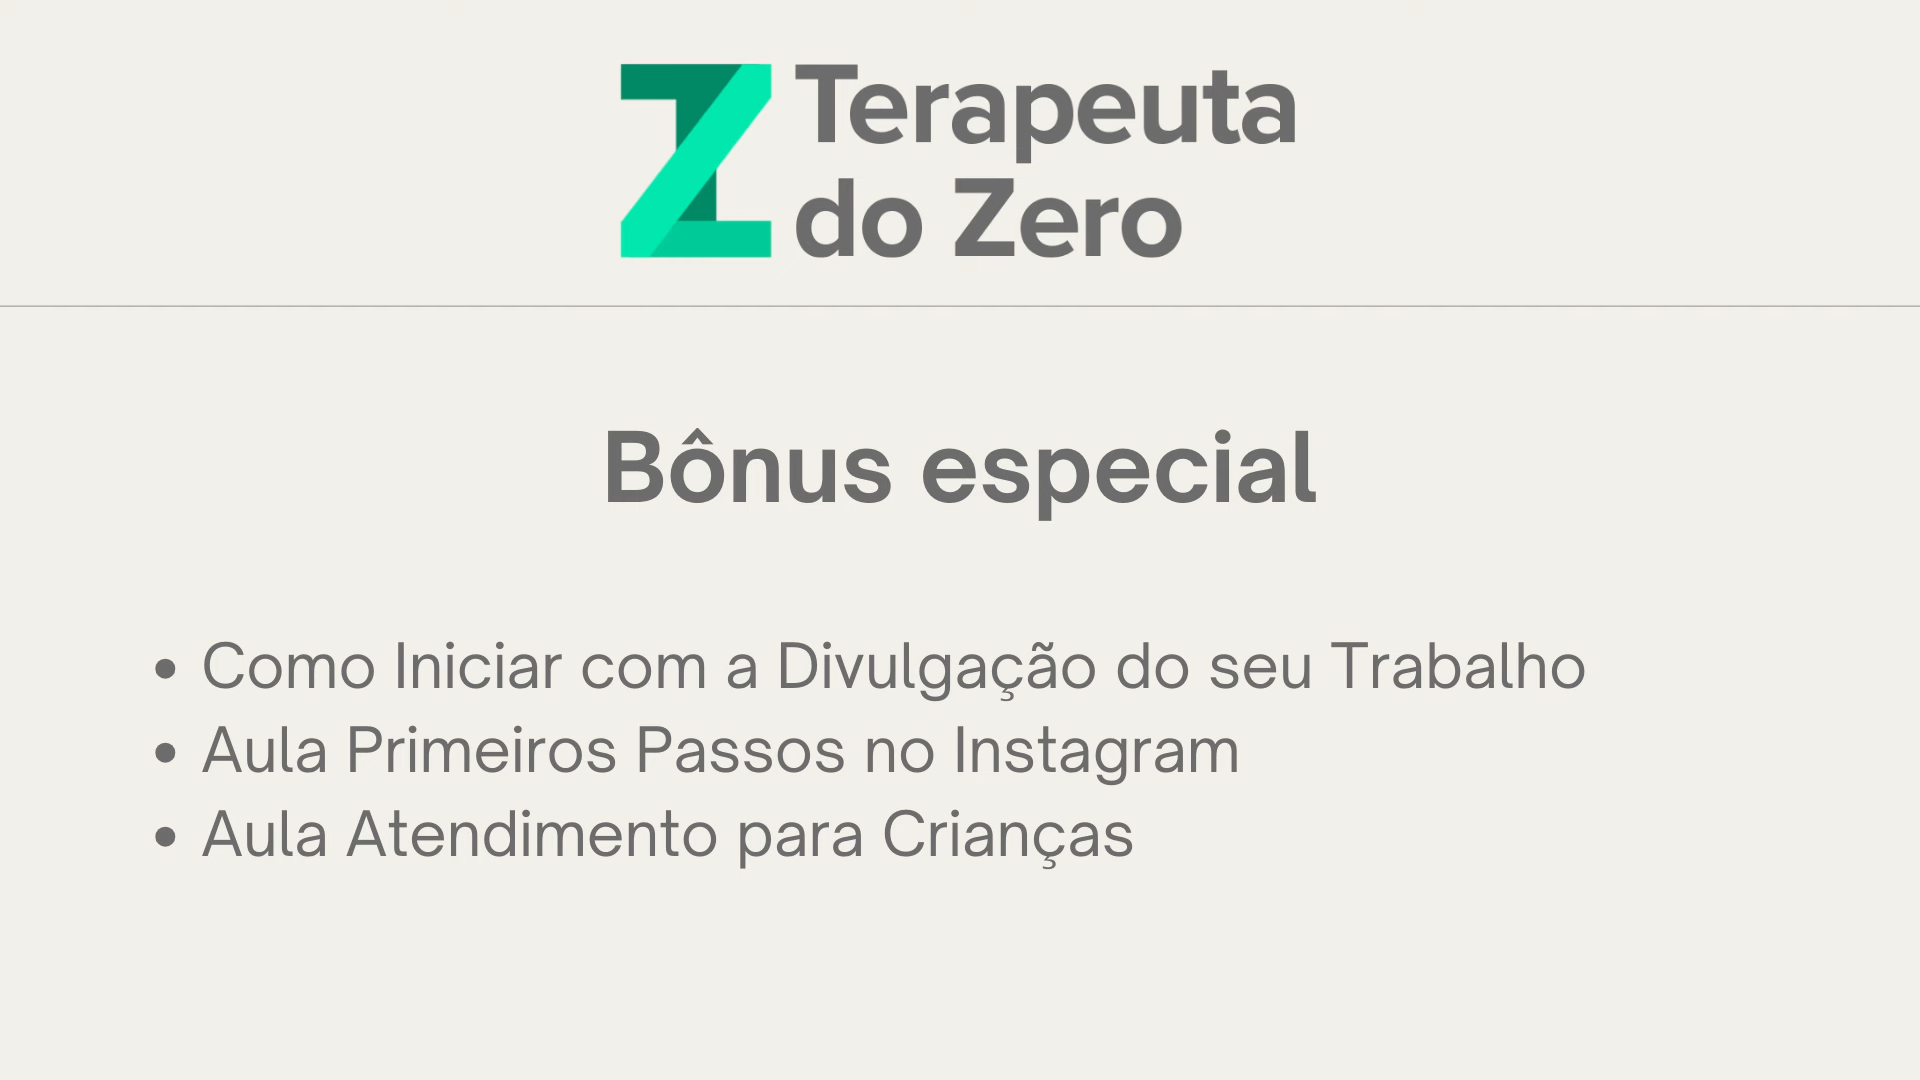 Terapeuta
do Zero
Bônus especial
• Como Iniciar com a Divulgação do seu Trabalho
• Aula Primeiros Passos no Instagram
• Aula Atendimento para Crianças